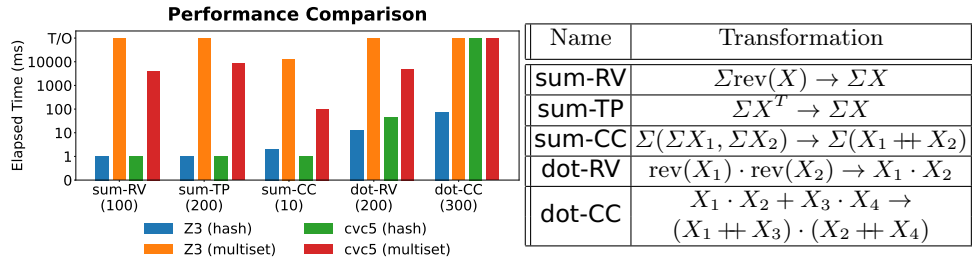 Performance Comparison
Elapsed Time (ms)
T/O
10000
1000
100
10
1
0
sum-RV
(100)
sum-TP
(200)
sum-CC
(10)
dot-RV
(200)
dot-CC
(300)
Z3 (hash)
Z3 (multiset)
cvc5 (hash)
cvc5 (multiset)
Name Transformation
sum-RV Σrev(X) → ΣX
sum-TP ΣXᵀ → ΣX
sum-CC Σ(ΣX₁, ΣX₂) → Σ(X₁ ⧺ X₂)
dot-RV rev(X₁) · rev(X₂) → X₁ · X₂
dot-CC X₁ · X₂ + X₃ · X₄ →
(X₁ ⧺ X₃) · (X₂ ⧺ X₄)